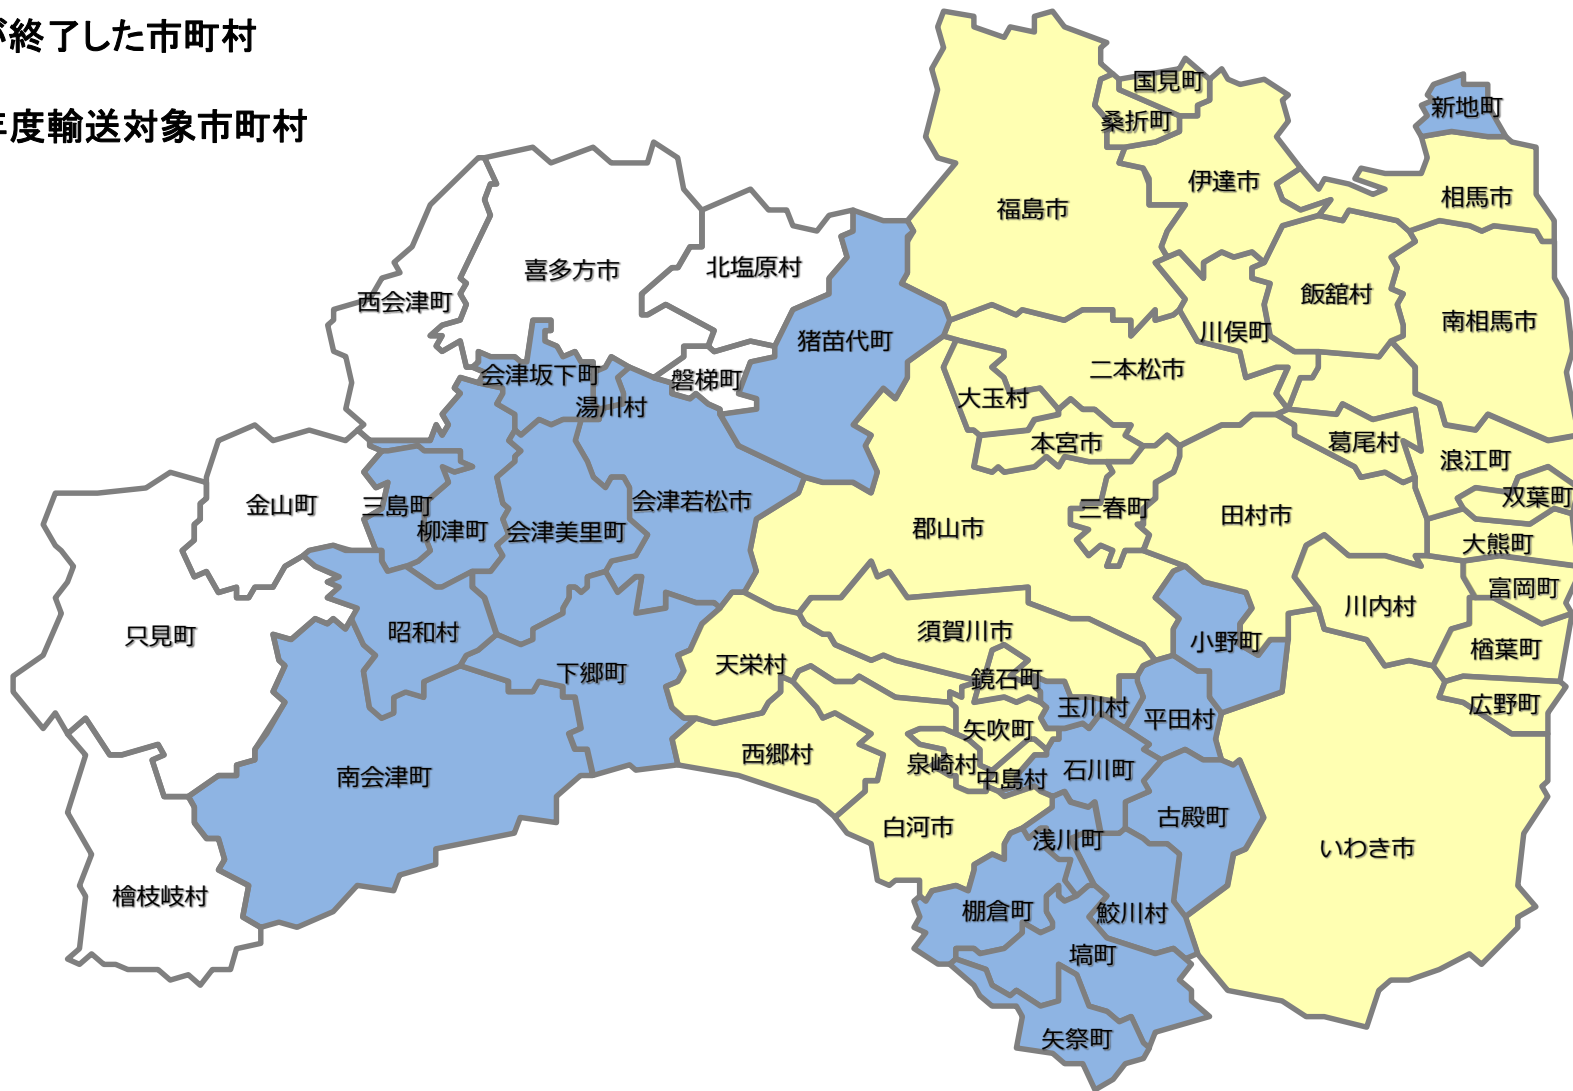 が終了した市町村
年度輸送対象市町村
国見町
桑折町
新地町
伊達市
相馬市
福島市
喜多方市
北塩原村
西会津町
飯舘村
南相馬市
川俣町
猪苗代町
二本松市
会津坂下町
磐梯町
湯川村
大玉村
本宮市
葛尾村
浪江町
双葉町
金山町
三島町
柳津町
会津美里町
会津若松市
郡山市
三春町
田村市
大熊町
富岡町
川内村
只見町
昭和村
須賀川市
小野町
楢葉町
下郷町
天栄村
鏡石町
玉川村
平田村
広野町
矢吹町
西郷村
泉崎村
中島村
石川町
南会津町
古殿町
白河市
浅川町
いわき市
檜枝岐村
棚倉町
鮫川村
塙町
矢祭町